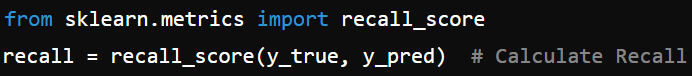 from sklearn.metrics import recall_score
recall = recall_score(y_true, y_pred)  # Calculate Recall